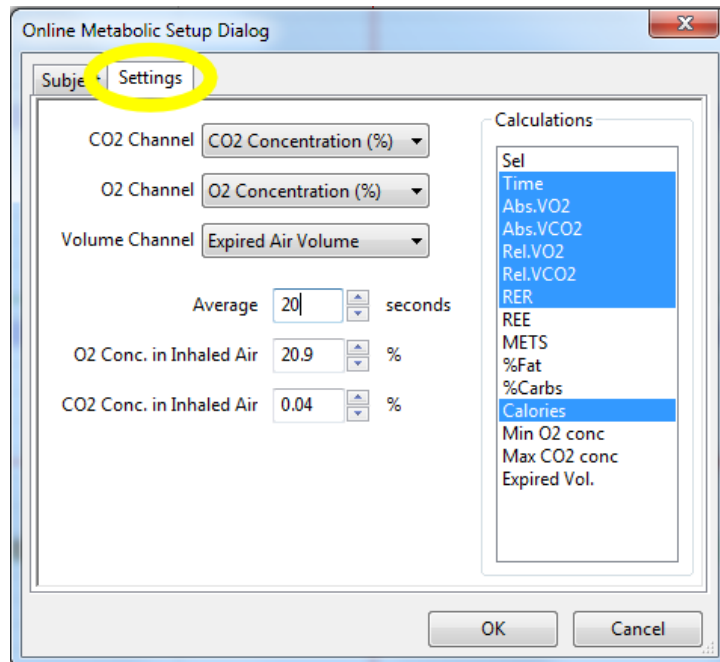 Online Metabolic Setup Dialog
Settings
CO2 Channel CO2 Concentration (%)
O2 Channel O2 Concentration (%)
Volume Channel Expired Air Volume
Average 20 seconds
O2 Conc. in Inhaled Air 20.9 %
CO2 Conc. in Inhaled Air 0.04 %
Calculations
Sel
Time
Abs.VO2
Abs.VCO2
Rel.VO2
Rel.VCO2
RER
REE
METS
%Fat
%Carbs
Calories
Min O2 conc
Max CO2 conc
Expired Vol.
OK Cancel